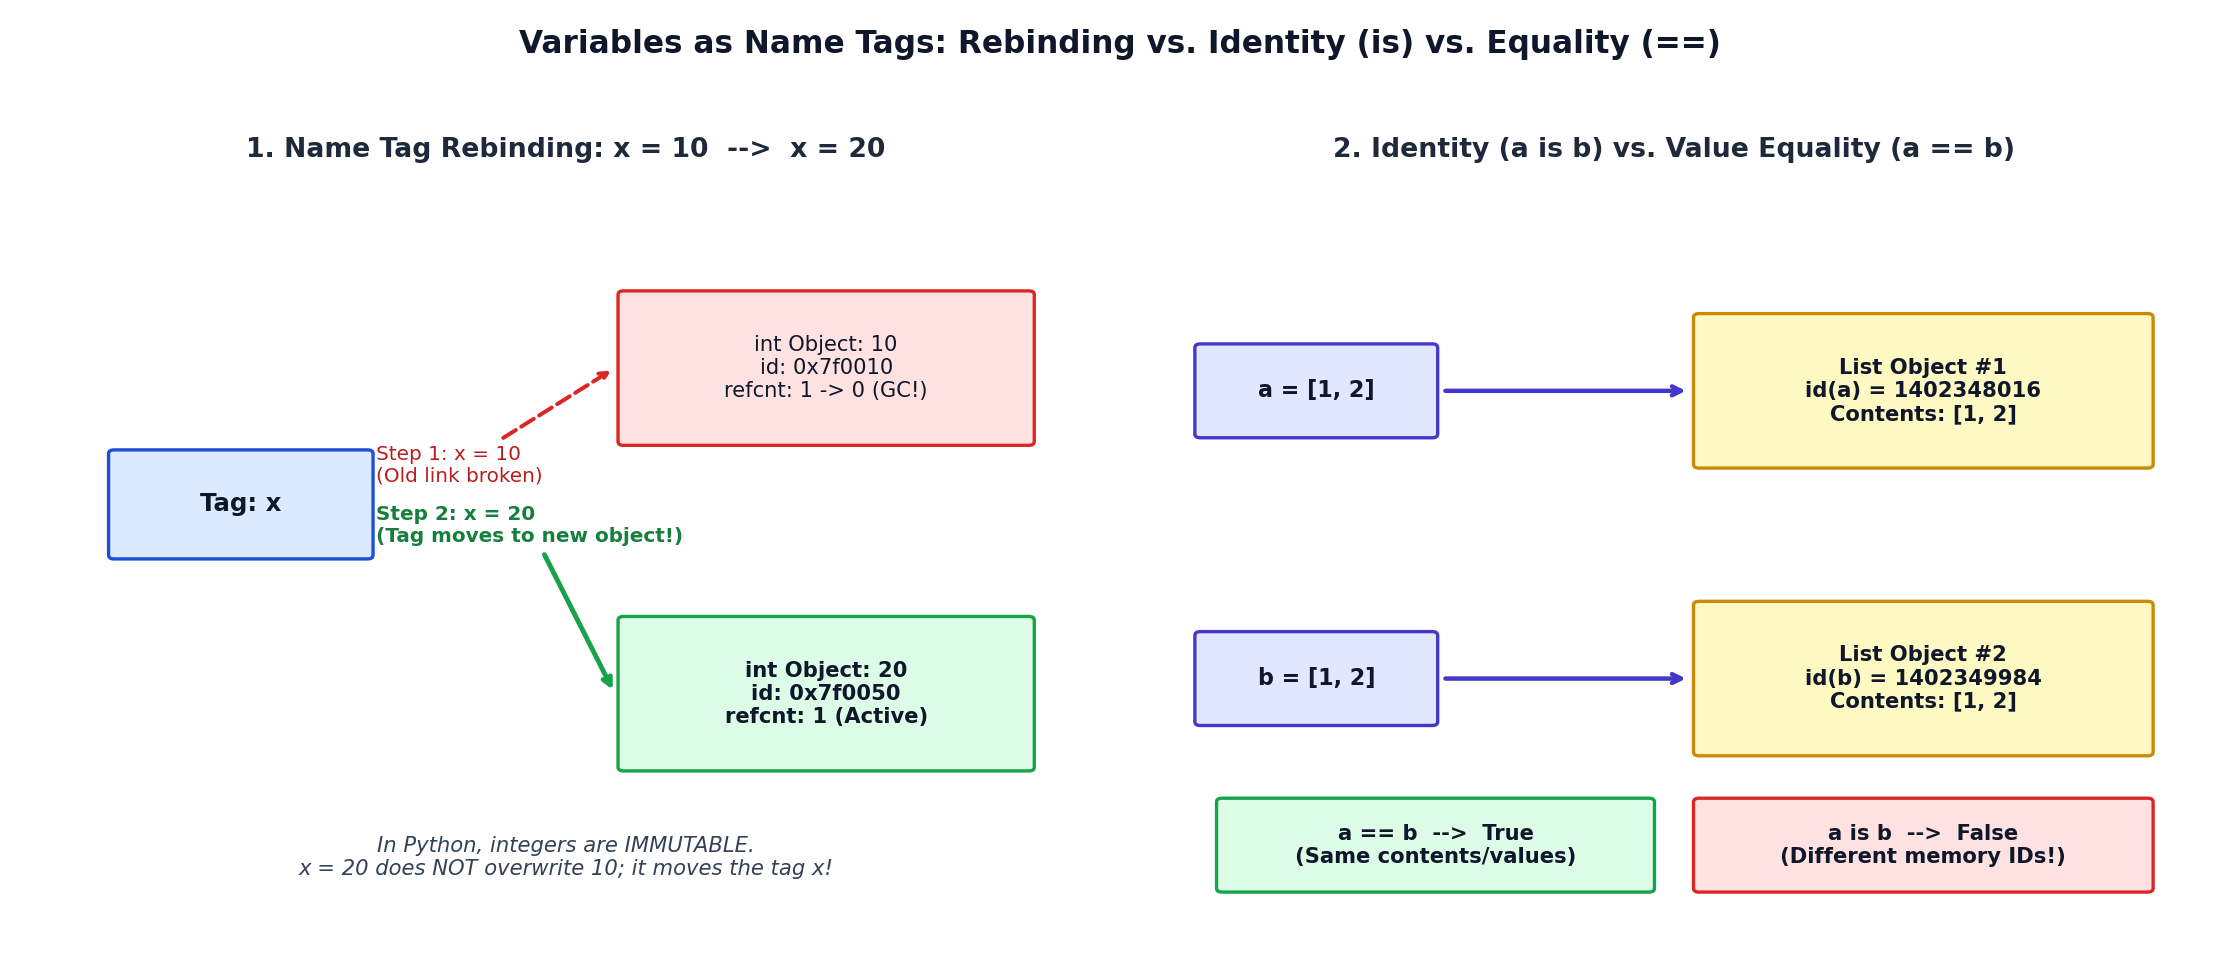 Variables as Name Tags: Rebinding vs. Identity (is) vs. Equality (==)
1. Name Tag Rebinding: x = 10  -->  x = 20
int Object: 10
id: 0x7f0010
refcnt: 1 -> 0 (GC!)
Step 1: x = 10
(Old link broken)
Tag: x
Step 2: x = 20
(Tag moves to new object!)
int Object: 20
id: 0x7f0050
refcnt: 1 (Active)
In Python, integers are IMMUTABLE.
x = 20 does NOT overwrite 10; it moves the tag x!
2. Identity (a is b) vs. Value Equality (a == b)
a = [1, 2]
List Object #1
id(a) = 1402348016
Contents: [1, 2]
b = [1, 2]
List Object #2
id(b) = 1402349984
Contents: [1, 2]
a == b  -->  True
(Same contents/values)
a is b  -->  False
(Different memory IDs!)